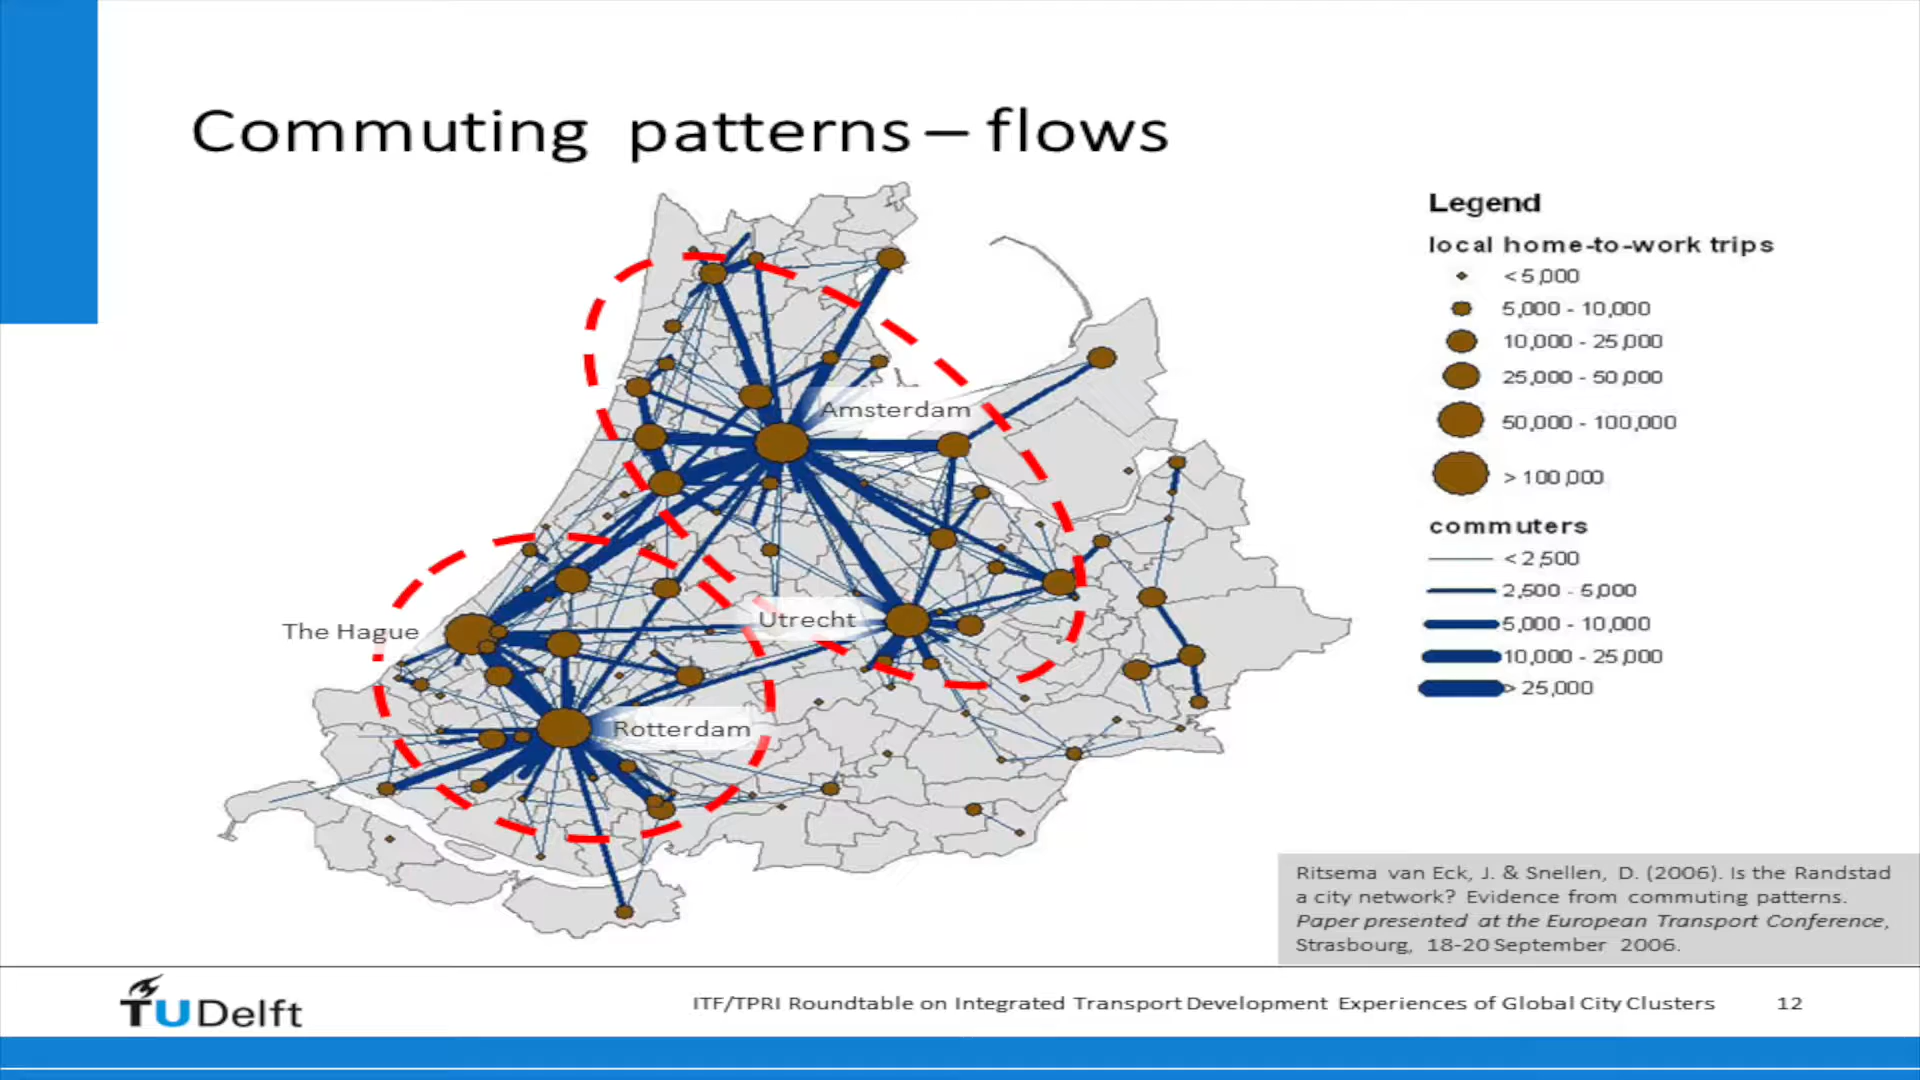 Commuting patterns – flows
Amsterdam
Utrecht
The Hague
Rotterdam
Legend
local home-to-work trips
< 5,000
5,000 - 10,000
10,000 - 25,000
25,000 - 50,000
50,000 - 100,000
> 100,000
commuters
< 2,500
2,500 - 5,000
5,000 - 10,000
10,000 - 25,000
> 25,000
Ritsema van Eck, J. & Snellen, D. (2006). Is the Randstad
a city network? Evidence from commuting patterns.
Paper presented at the European Transport Conference,
Strasbourg, 18-20 September 2006.
TU Delft
ITF/TPRI Roundtable on Integrated Transport Development Experiences of Global City Clusters
12